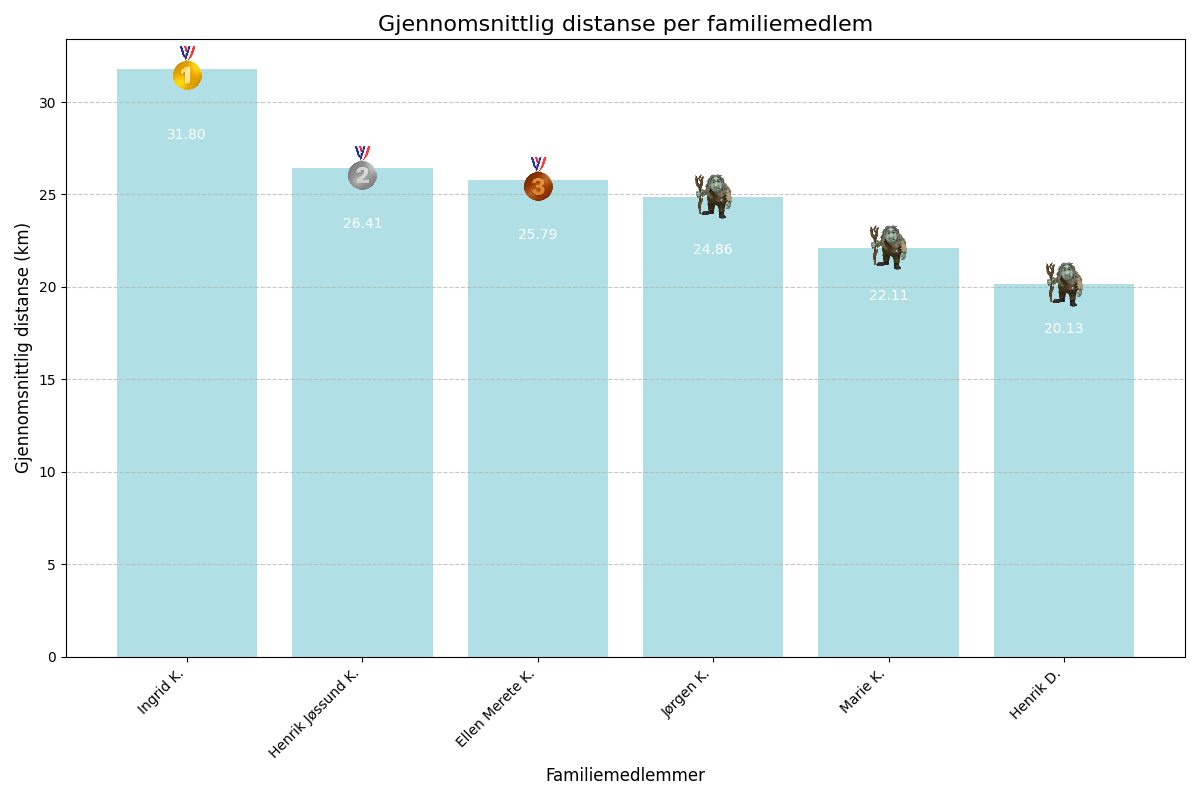 Gjennomsnittlig distanse per familiemedlem
Gjennomsnittlig distanse (km)
30
25
20
15
10
5
0
1
2
3
31.80
26.41
25.79
24.86
22.11
20.13
Ingrid K.
Henrik Jøssund K.
Ellen Merete K.
Jørgen K.
Marie K.
Henrik D.
Familiemedlemmer